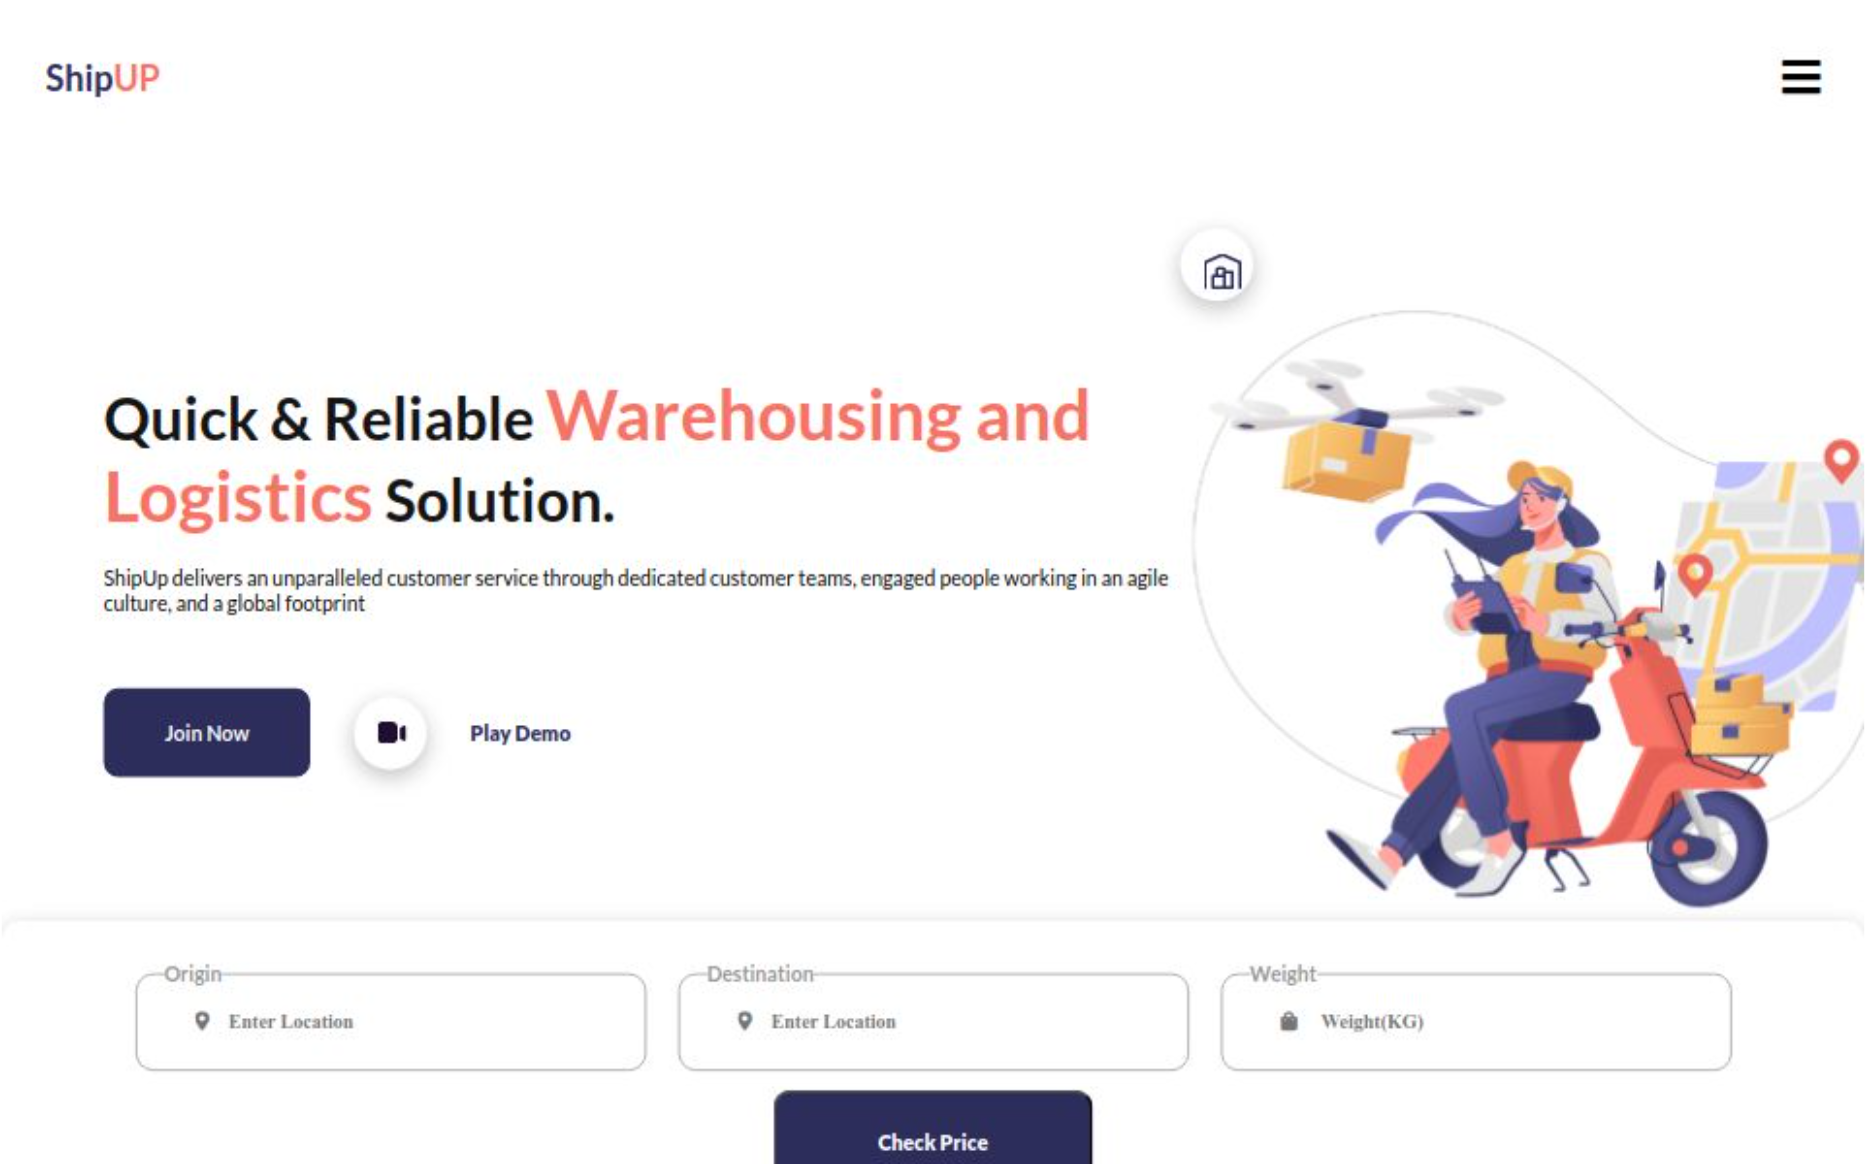 ShipUP
Quick & Reliable Warehousing and
Logistics Solution.
ShipUp delivers an unparalleled customer service through dedicated customer teams, engaged people working in an agile
culture, and a global footprint
Join Now
Play Demo
Origin
Enter Location
Destination
Enter Location
Weight
Weight(KG)
Check Price